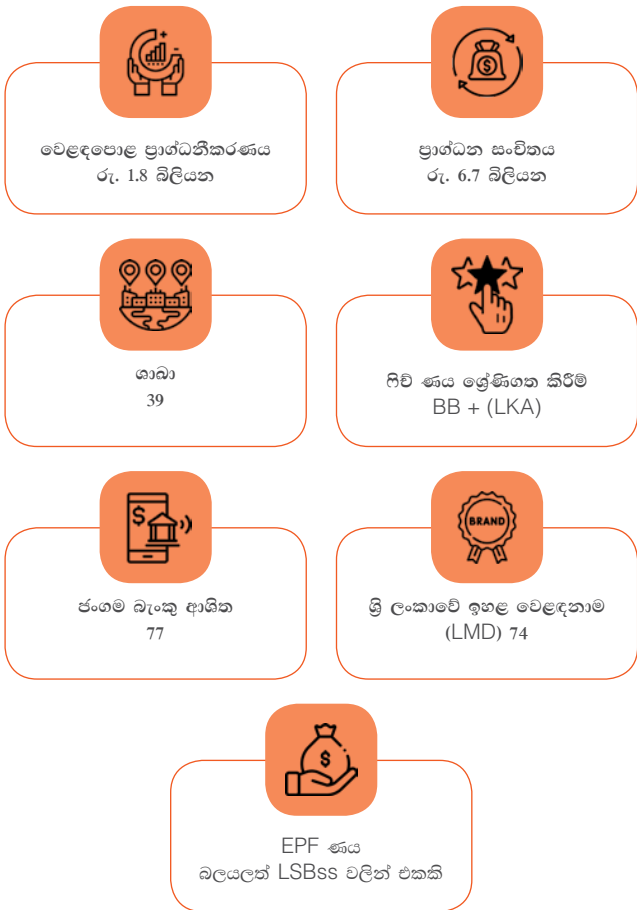 වෙළඳපොළ ප්‍රාග්ධනීකරණය
රු. 1.8 බිලියන
ප්‍රාග්ධන සංචිතය
රු. 6.7 බිලියන
ශාඛා
39
ෆිච් ණය ශ්‍රේණිගත කිරීම්
BB + (LKA)
BRAND
ජංගම බැංකු ආශිත
77
ශ්‍රි ලංකාවේ ඉහළ වෙළඳනාම
(LMD) 74
EPF ණය
බලයලත් LSBss වලින් එකකි